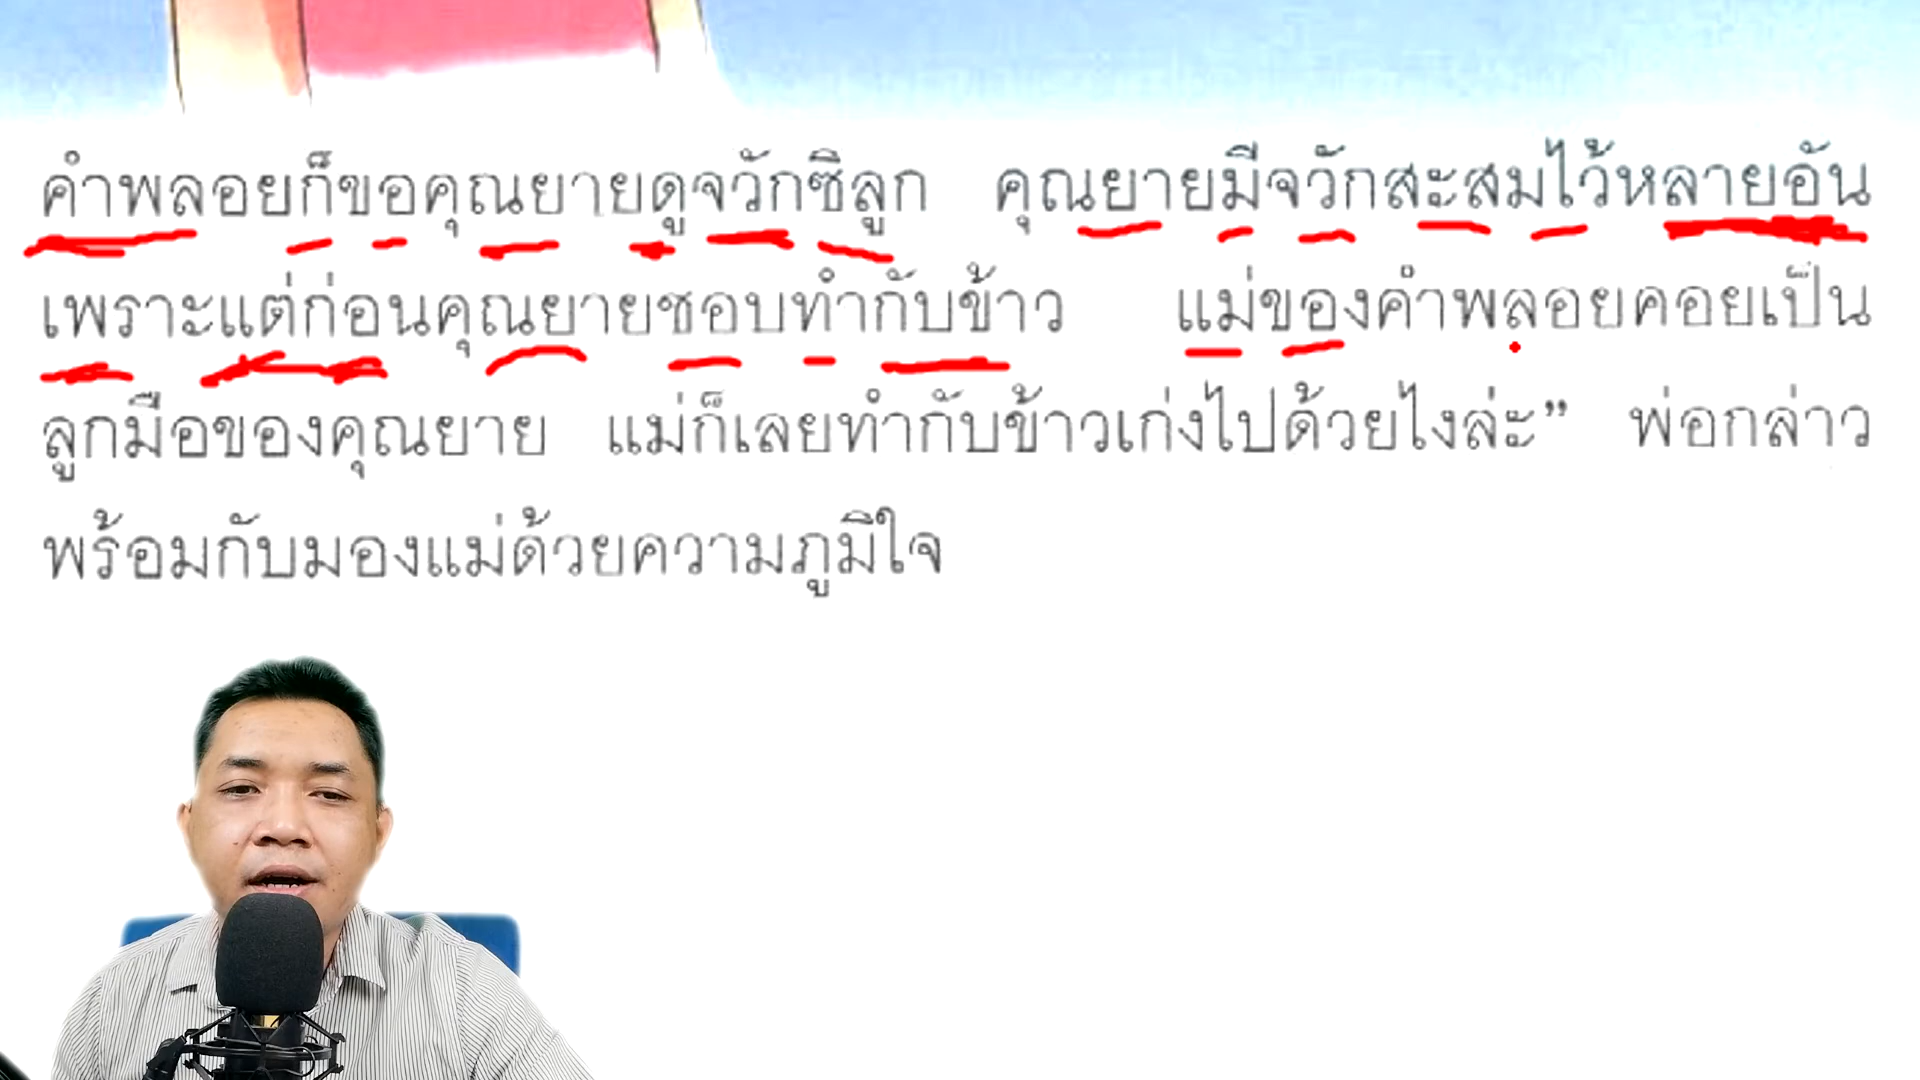 คำพลอยก็ขอคุณยายดูจวักซิลูก คุณยายมีจวักสะสมไว้หลายอัน
เพราะแต่ก่อนคุณยายชอบทำกับข้าว แม่ของคำพลอยคอยเป็น
ลูกมือของคุณยาย แม่ก็เลยทำกับข้าวเก่งไปด้วยไงล่ะ” พ่อกล่าว
พร้อมกับมองแม่ด้วยความภูมิใจ